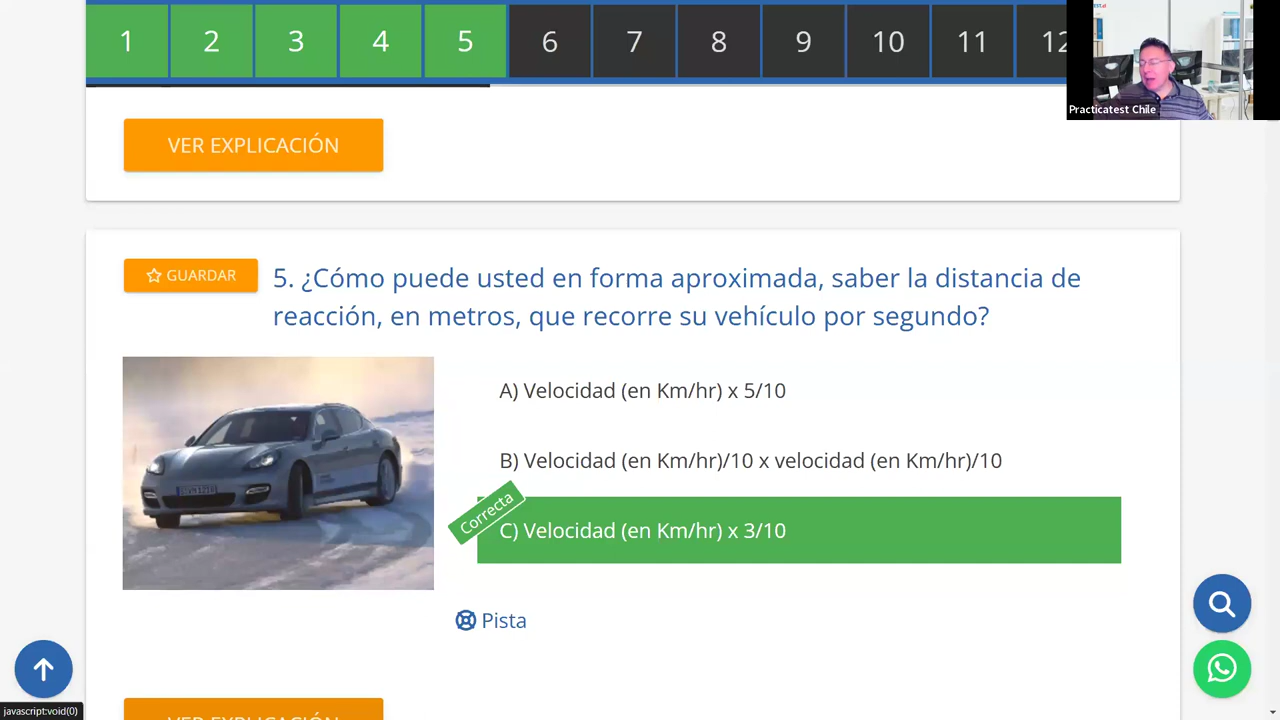 1 2 3 4 5 6 7 8 9 10 11 12
Practicatest Chile
VER EXPLICACIÓN
GUARDAR
5. ¿Cómo puede usted en forma aproximada, saber la distancia de
reacción, en metros, que recorre su vehículo por segundo?
A) Velocidad (en Km/hr) x 5/10
B) Velocidad (en Km/hr)/10 x velocidad (en Km/hr)/10
Correcta
C) Velocidad (en Km/hr) x 3/10
Pista
VER EXPLICACIÓN
javascript:void(0)